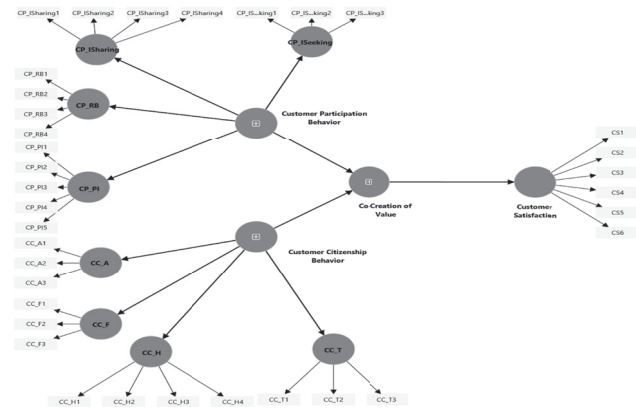 CP_ISharing1
CP_ISharing2
CP_ISharing3
CP_ISharing4
CP_IS...king1
CP_IS...king2
CP_IS...king3
CP_ISharing
CP_ISeeking
CP_RB1
CP_RB2
CP_RB3
CP_RB4
CP_RB
Customer Participation
Behavior
CP_PI1
CP_PI2
CP_PI3
CP_PI4
CP_PI5
CP_PI
Co-Creation of
Value
Customer
Satisfaction
CS1
CS2
CS3
CS4
CS5
CS6
Customer Citizenship
Behavior
CC_A1
CC_A2
CC_A3
CC_A
CC_F1
CC_F2
CC_F3
CC_F
CC_H
CC_T
CC_H1
CC_H2
CC_H3
CC_H4
CC_T1
CC_T2
CC_T3